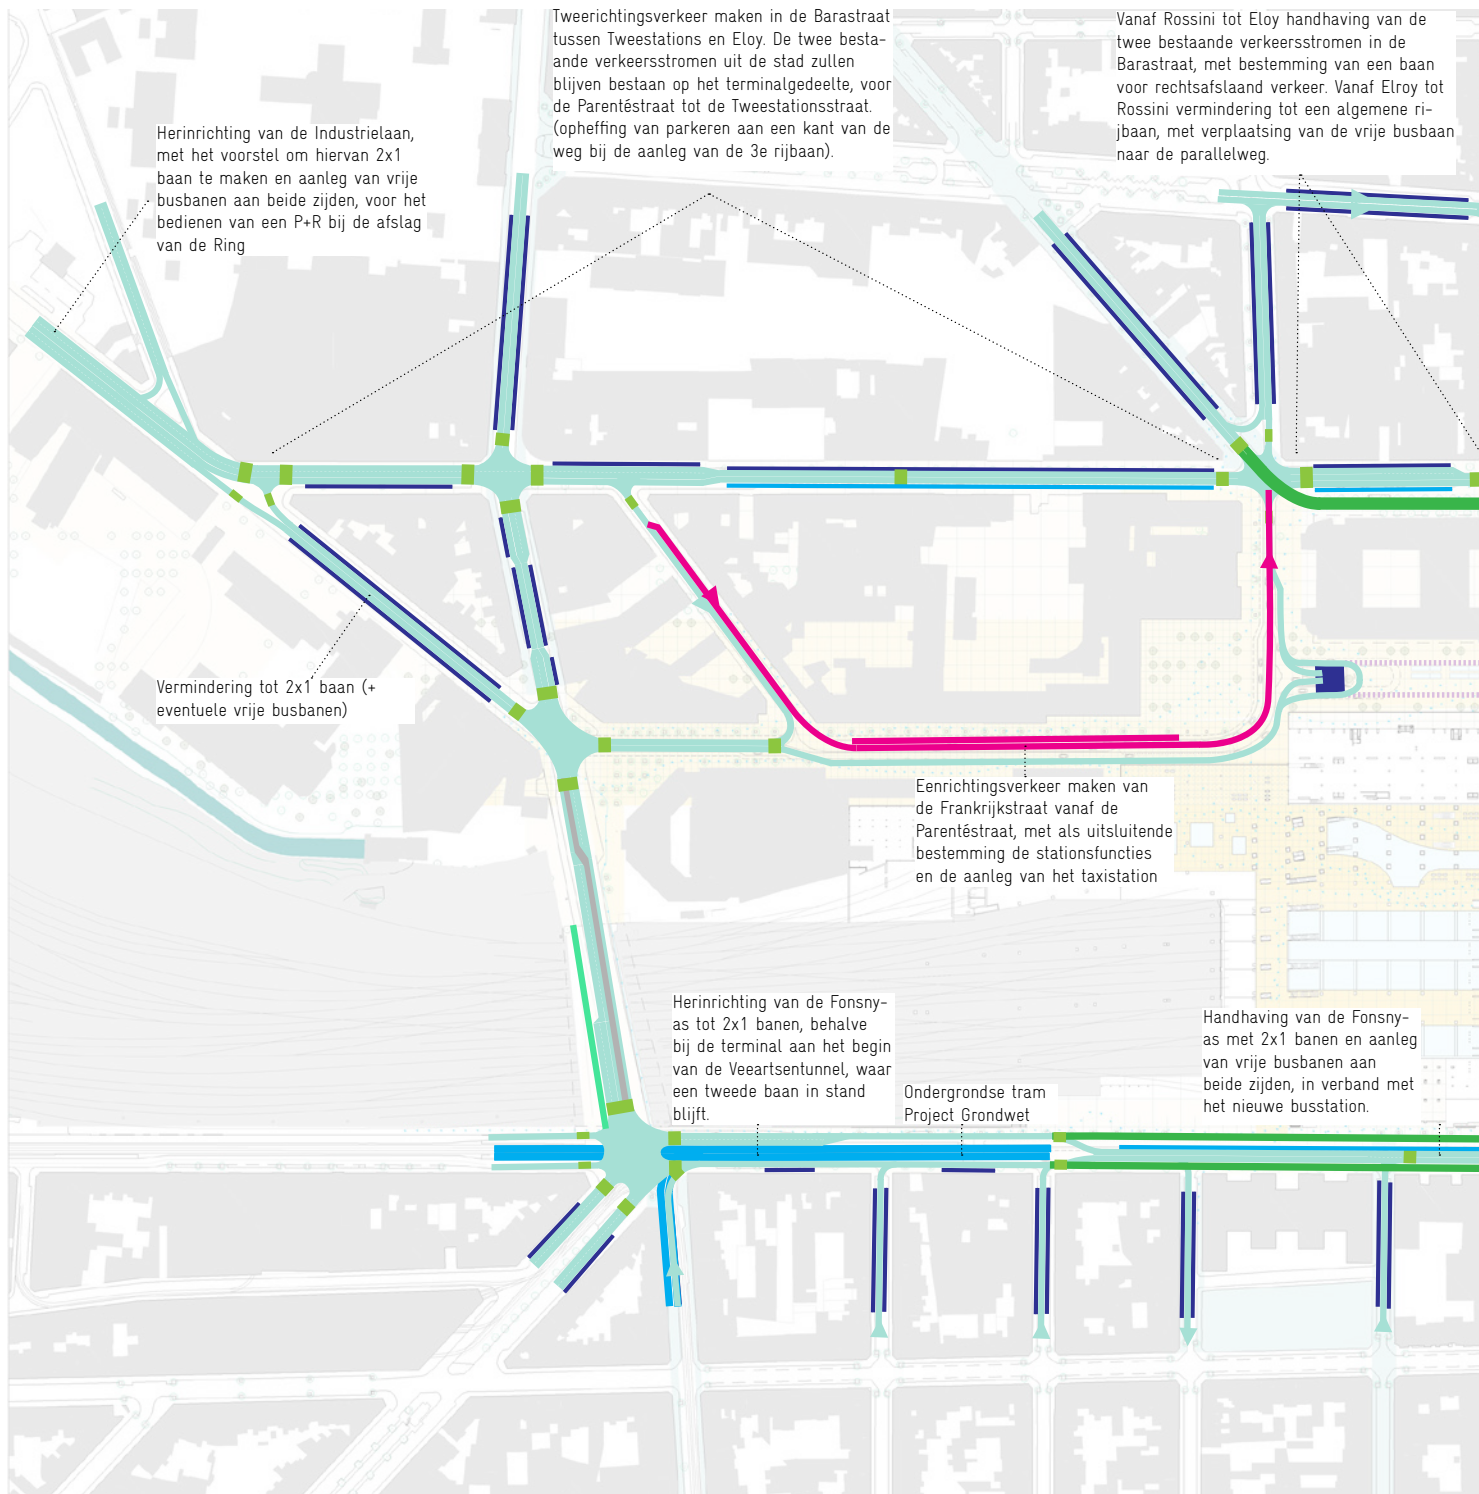 Tweerichtingsverkeer maken in de Barastraat
tussen Tweestations en Eloy. De twee besta-
ande verkeersstromen uit de stad zullen
blijven bestaan op het terminalgedeelte, voor
de Parentéstraat tot de Tweestationsstraat.
(opheffing van parkeren aan een kant van de
weg bij de aanleg van de 3e rijbaan).
Vanaf Rossini tot Eloy handhaving van de
twee bestaande verkeersstromen in de
Barastraat, met bestemming van een baan
voor rechtsafslaand verkeer. Vanaf Elroy tot
Rossini vermindering tot een algemene ri-
jbaan, met verplaatsing van de vrije busbaan
naar de parallelweg.
Herinrichting van de Industrielaan,
met het voorstel om hiervan 2x1
baan te maken en aanleg van vrije
busbanen aan beide zijden, voor het
bedienen van een P+R bij de afslag
van de Ring
Vermindering tot 2x1 baan (+
eventuele vrije busbanen)
Eenrichtingsverkeer maken van
de Frankrijkstraat vanaf de
Parentéstraat, met als uitsluitende
bestemming de stationsfuncties
en de aanleg van het taxistation
Herinrichting van de Fonsny-
as tot 2x1 banen, behalve
bij de terminal aan het begin
van de Veeartsentunnel, waar
een tweede baan in stand
blijft.
Ondergrondse tram
Project Grondwet
Handhaving van de Fonsny-
as met 2x1 banen en aanleg
van vrije busbanen aan
beide zijden, in verband met
het nieuwe busstation.